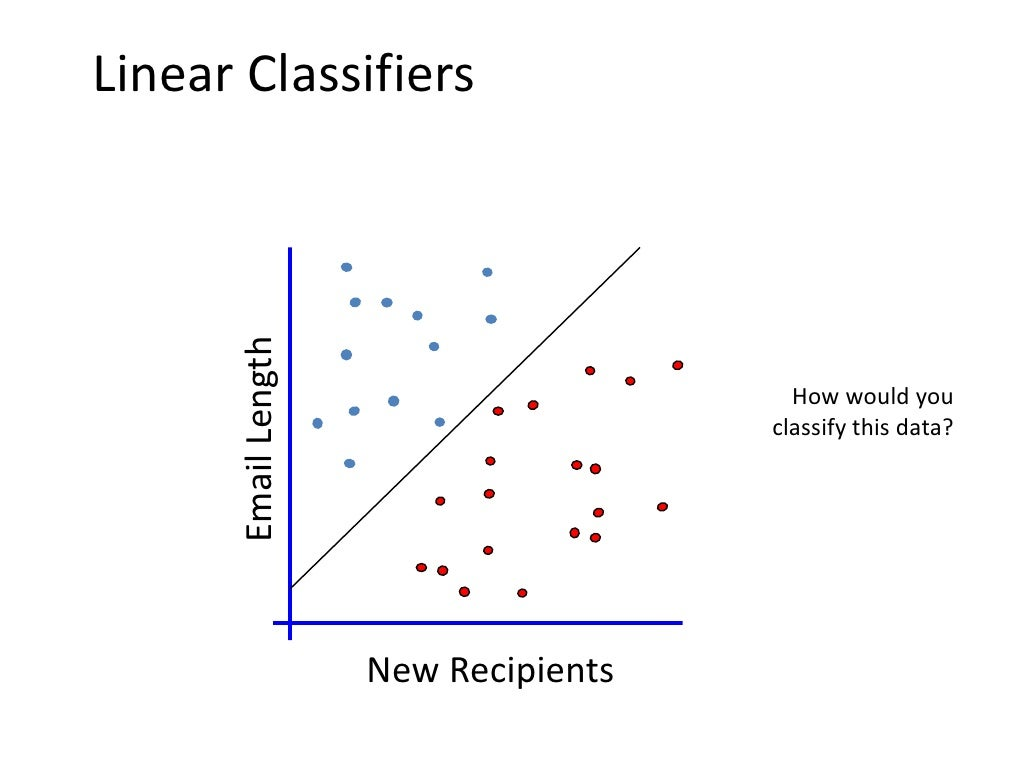 Linear Classifiers
Email Length
How would you
classify this data?
New Recipients